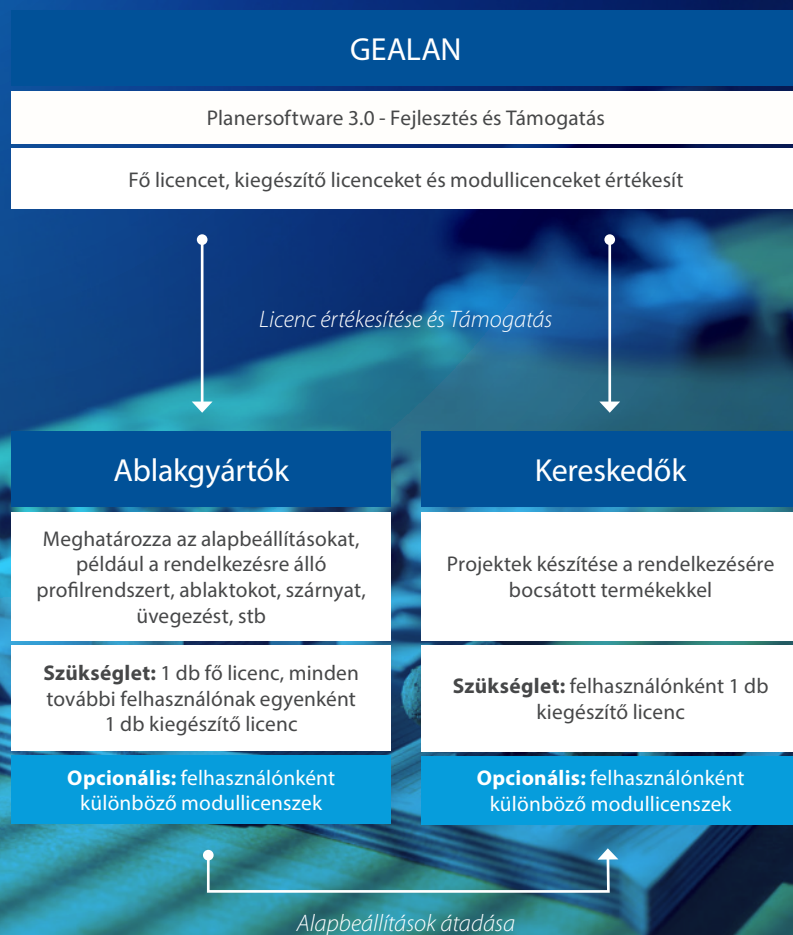 GEALAN
Planersoftware 3.0 - Fejlesztés és Támogatás
Fő licencet, kiegészítő licenceket és modullicenceket értékesít
Licenc értékesítése és Támogatás
Ablakgyártók
Meghatározza az alapbeállításokat,
például a rendelkezésre álló
profilrendszert, ablaktokot, szárnyat,
üvegezést, stb
Szükséglet: 1 db fő licenc, minden
további felhasználónak egyenként
1 db kiegészítő licenc
Opcionális: felhasználónként
különböző modullicenszek
Kereskedők
Projektek készítése a rendelkezésére
bocsátott termékekkel
Szükséglet: felhasználónként 1 db
kiegészítő licenc
Opcionális: felhasználónként
különböző modullicenszek
Alapbeállítások átadása